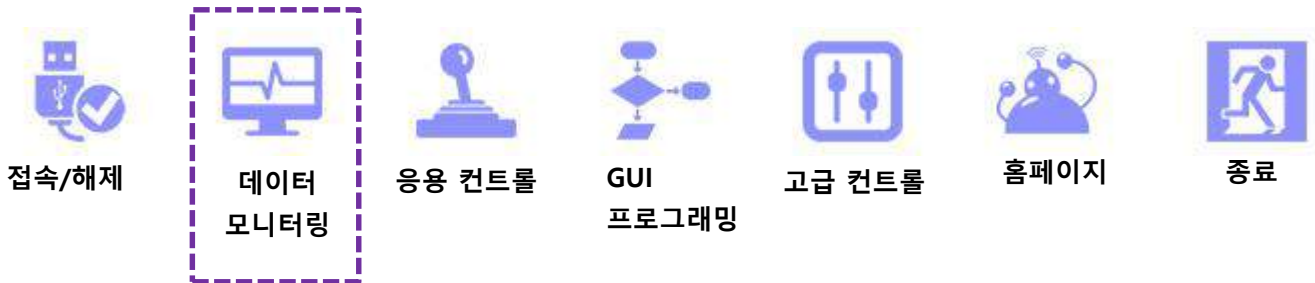 접속/해제
데이터
모니터링
응용 컨트롤
GUI
프로그래밍
고급 컨트롤
홈페이지
종료